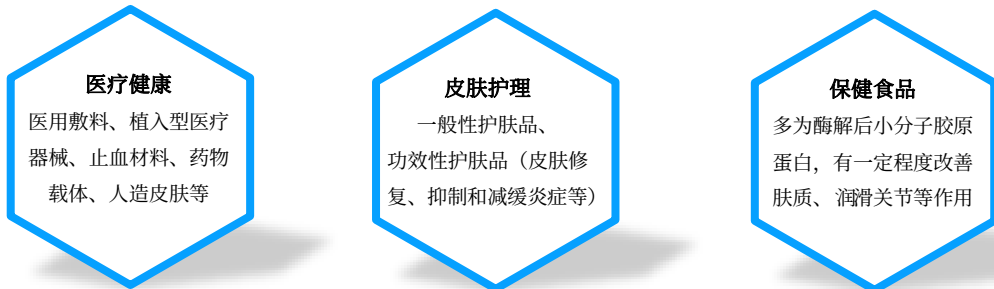 医疗健康
医用敷料、植入型医疗
器械、止血材料、药物
载体、人造皮肤等
皮肤护理
一般性护肤品、
功效性护肤品（皮肤修
复、抑制和减缓炎症等）
保健食品
多为酶解后小分子胶原
蛋白，有一定程度改善
肤质、润滑关节等作用